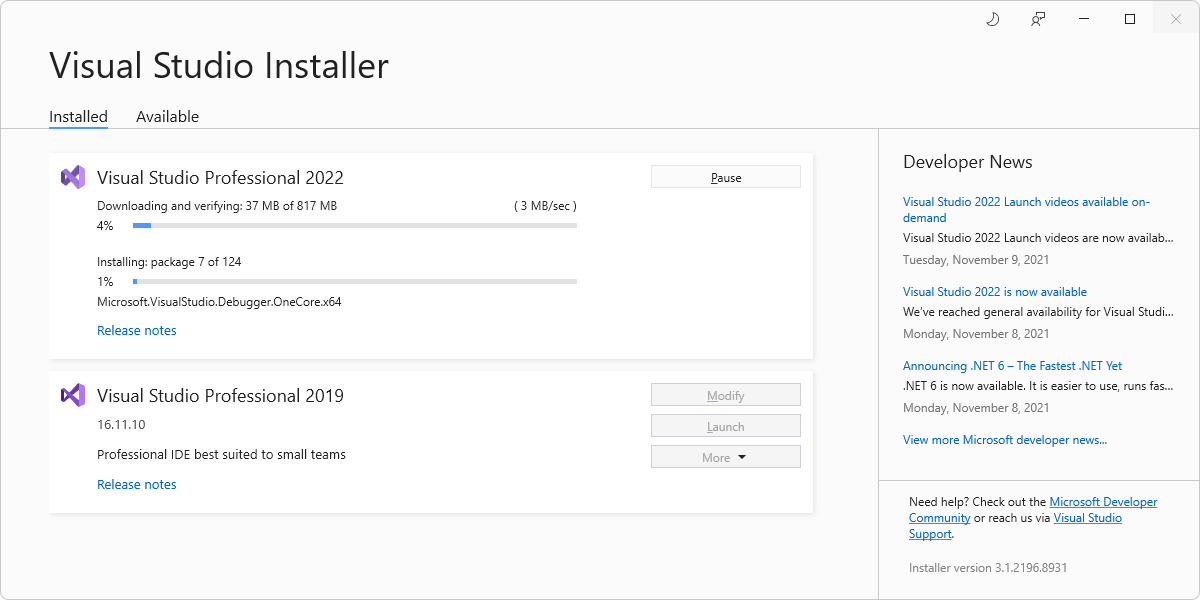 Visual Studio Installer
Installed
Available
Visual Studio Professional 2022
Pause
Downloading and verifying: 37 MB of 817 MB
( 3 MB/sec )
4%
Installing: package 7 of 124
1%
Microsoft.VisualStudio.Debugger.OneCore.x64
Release notes
Visual Studio Professional 2019
16.11.10
Professional IDE best suited to small teams
Release notes
Modify
Launch
More
Developer News
Visual Studio 2022 Launch videos available on-
demand
Visual Studio 2022 Launch videos are now availab...
Tuesday, November 9, 2021
Visual Studio 2022 is now available
We've reached general availability for Visual Studi...
Monday, November 8, 2021
Announcing .NET 6 – The Fastest .NET Yet
.NET 6 is now available. It is easier to use, runs fas...
Monday, November 8, 2021
View more Microsoft developer news...
Need help? Check out the Microsoft Developer
Community or reach us via Visual Studio
Support.
Installer version 3.1.2196.8931